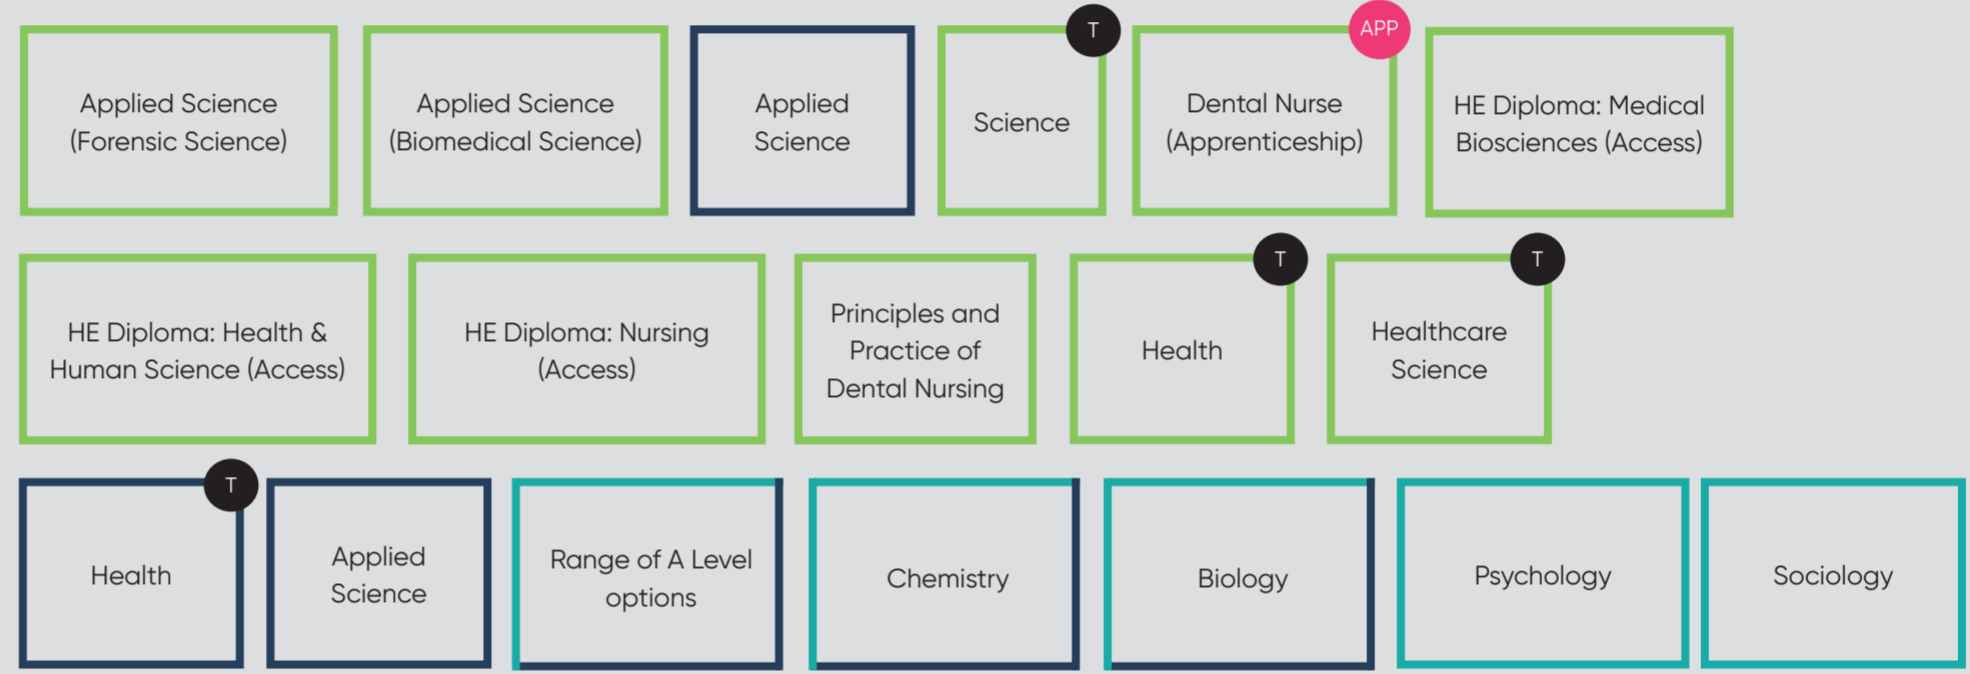 Applied Science
(Forensic Science)
Applied Science
(Biomedical Science)
Applied
Science
Science
T
Dental Nurse
(Apprenticeship)
APP
HE Diploma: Medical
Biosciences (Access)
HE Diploma: Health &
Human Science (Access)
HE Diploma: Nursing
(Access)
Principles and
Practice of
Dental Nursing
Health
T
Healthcare
Science
T
Health
T
Applied
Science
Range of A Level
options
Chemistry
Biology
Psychology
Sociology